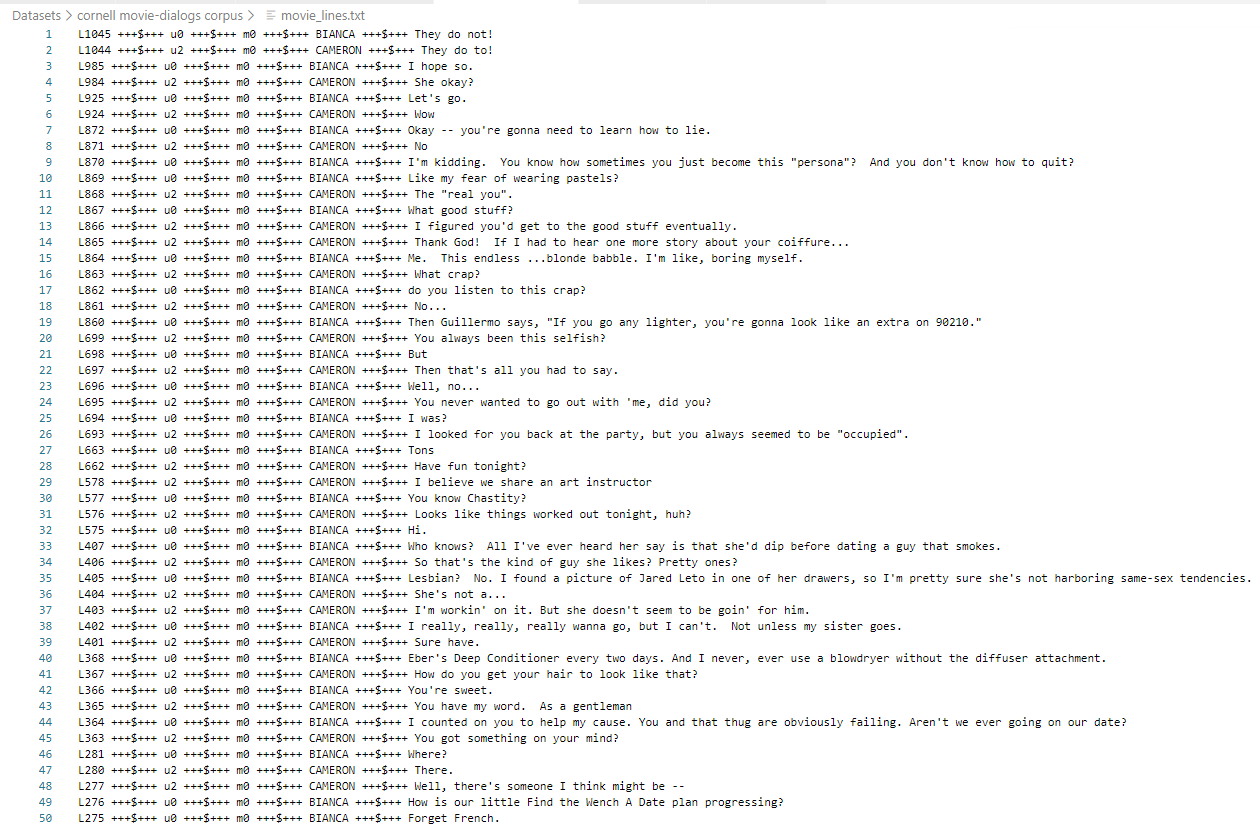 Datasets > cornell movie-dialogs corpus > movie_lines.txt
1 L1045 +++$+++ u0 +++$+++ m0 +++$+++ BIANCA +++$+++ They do not!
2 L1044 +++$+++ u2 +++$+++ m0 +++$+++ CAMERON +++$+++ They do to!
3 L985 +++$+++ u0 +++$+++ m0 +++$+++ BIANCA +++$+++ I hope so.
4 L984 +++$+++ u2 +++$+++ m0 +++$+++ CAMERON +++$+++ She okay?
5 L925 +++$+++ u0 +++$+++ m0 +++$+++ BIANCA +++$+++ Let's go.
6 L924 +++$+++ u2 +++$+++ m0 +++$+++ CAMERON +++$+++ Wow
7 L872 +++$+++ u0 +++$+++ m0 +++$+++ BIANCA +++$+++ Okay -- you're gonna need to learn how to lie.
8 L871 +++$+++ u2 +++$+++ m0 +++$+++ CAMERON +++$+++ No
9 L870 +++$+++ u0 +++$+++ m0 +++$+++ BIANCA +++$+++ I'm kidding.  You know how sometimes you just become this "persona"?  And you don't know how to quit?
10 L869 +++$+++ u0 +++$+++ m0 +++$+++ BIANCA +++$+++ Like my fear of wearing pastels?
11 L868 +++$+++ u2 +++$+++ m0 +++$+++ CAMERON +++$+++ The "real you".
12 L867 +++$+++ u0 +++$+++ m0 +++$+++ BIANCA +++$+++ What good stuff?
13 L866 +++$+++ u2 +++$+++ m0 +++$+++ CAMERON +++$+++ I figured you'd get to the good stuff eventually.
14 L865 +++$+++ u2 +++$+++ m0 +++$+++ CAMERON +++$+++ Thank God!  If I had to hear one more story about your coiffure...
15 L864 +++$+++ u0 +++$+++ m0 +++$+++ BIANCA +++$+++ Me.  This endless ...blonde babble. I'm like, boring myself.
16 L863 +++$+++ u2 +++$+++ m0 +++$+++ CAMERON +++$+++ What crap?
17 L862 +++$+++ u0 +++$+++ m0 +++$+++ BIANCA +++$+++ do you listen to this crap?
18 L861 +++$+++ u2 +++$+++ m0 +++$+++ CAMERON +++$+++ No...
19 L860 +++$+++ u0 +++$+++ m0 +++$+++ BIANCA +++$+++ Then Guillermo says, "If you go any lighter, you're gonna look like an extra on 90210."
20 L699 +++$+++ u2 +++$+++ m0 +++$+++ CAMERON +++$+++ You always been this selfish?
21 L698 +++$+++ u0 +++$+++ m0 +++$+++ BIANCA +++$+++ But
22 L697 +++$+++ u2 +++$+++ m0 +++$+++ CAMERON +++$+++ Then that's all you had to say.
23 L696 +++$+++ u0 +++$+++ m0 +++$+++ BIANCA +++$+++ Well, no...
24 L695 +++$+++ u2 +++$+++ m0 +++$+++ CAMERON +++$+++ You never wanted to go out with 'me, did you?
25 L694 +++$+++ u0 +++$+++ m0 +++$+++ BIANCA +++$+++ I was?
26 L693 +++$+++ u2 +++$+++ m0 +++$+++ CAMERON +++$+++ I looked for you back at the party, but you always seemed to be "occupied".
27 L663 +++$+++ u0 +++$+++ m0 +++$+++ BIANCA +++$+++ Tons
28 L662 +++$+++ u2 +++$+++ m0 +++$+++ CAMERON +++$+++ Have fun tonight?
29 L578 +++$+++ u2 +++$+++ m0 +++$+++ CAMERON +++$+++ I believe we share an art instructor
30 L577 +++$+++ u0 +++$+++ m0 +++$+++ BIANCA +++$+++ You know Chastity?
31 L576 +++$+++ u2 +++$+++ m0 +++$+++ CAMERON +++$+++ Looks like things worked out tonight, huh?
32 L575 +++$+++ u0 +++$+++ m0 +++$+++ BIANCA +++$+++ Hi.
33 L407 +++$+++ u0 +++$+++ m0 +++$+++ BIANCA +++$+++ Who knows?  All I've ever heard her say is that she'd dip before dating a guy that smokes.
34 L406 +++$+++ u2 +++$+++ m0 +++$+++ CAMERON +++$+++ So that's the kind of guy she likes? Pretty ones?
35 L405 +++$+++ u0 +++$+++ m0 +++$+++ BIANCA +++$+++ Lesbian?  No. I found a picture of Jared Leto in one of her drawers, so I'm pretty sure she's not harboring same-sex tendencies.
36 L404 +++$+++ u2 +++$+++ m0 +++$+++ CAMERON +++$+++ She's not a...
37 L403 +++$+++ u2 +++$+++ m0 +++$+++ CAMERON +++$+++ I'm workin' on it. But she doesn't seem to be goin' for him.
38 L402 +++$+++ u0 +++$+++ m0 +++$+++ BIANCA +++$+++ I really, really, really wanna go, but I can't.  Not unless my sister goes.
39 L401 +++$+++ u2 +++$+++ m0 +++$+++ CAMERON +++$+++ Sure have.
40 L368 +++$+++ u0 +++$+++ m0 +++$+++ BIANCA +++$+++ Eber's Deep Conditioner every two days. And I never, ever use a blowdryer without the diffuser attachment.
41 L367 +++$+++ u2 +++$+++ m0 +++$+++ CAMERON +++$+++ How do you get your hair to look like that?
42 L366 +++$+++ u0 +++$+++ m0 +++$+++ BIANCA +++$+++ You're sweet.
43 L365 +++$+++ u2 +++$+++ m0 +++$+++ CAMERON +++$+++ You have my word.  As a gentleman
44 L364 +++$+++ u0 +++$+++ m0 +++$+++ BIANCA +++$+++ I counted on you to help my cause. You and that thug are obviously failing. Aren't we ever going on our date?
45 L363 +++$+++ u2 +++$+++ m0 +++$+++ CAMERON +++$+++ You got something on your mind?
46 L281 +++$+++ u0 +++$+++ m0 +++$+++ BIANCA +++$+++ Where?
47 L280 +++$+++ u2 +++$+++ m0 +++$+++ CAMERON +++$+++ There.
48 L277 +++$+++ u2 +++$+++ m0 +++$+++ CAMERON +++$+++ Well, there's someone I think might be --
49 L276 +++$+++ u0 +++$+++ m0 +++$+++ BIANCA +++$+++ How is our little Find the Wench A Date plan progressing?
50 L275 +++$+++ u0 +++$+++ m0 +++$+++ BIANCA +++$+++ Forget French.